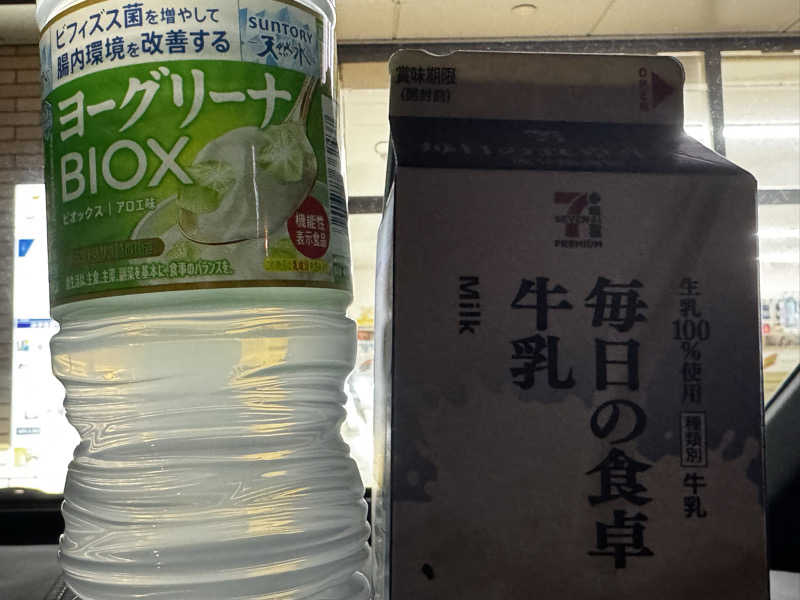 ビフィズス菌を増やして
腸内環境を改善する
SUNTORY
天然水
ヨーグリーナ
BIOX
ビオックス | アロエ味
機能性
表示食品
食生活は、主食、主菜、副菜を基本に、食事のバランスを。
賞味期限
(開封前)
7
SEVEN&i
PREMIUM
生乳100%使用 種類別 牛乳
毎日の食卓
牛乳
Milk